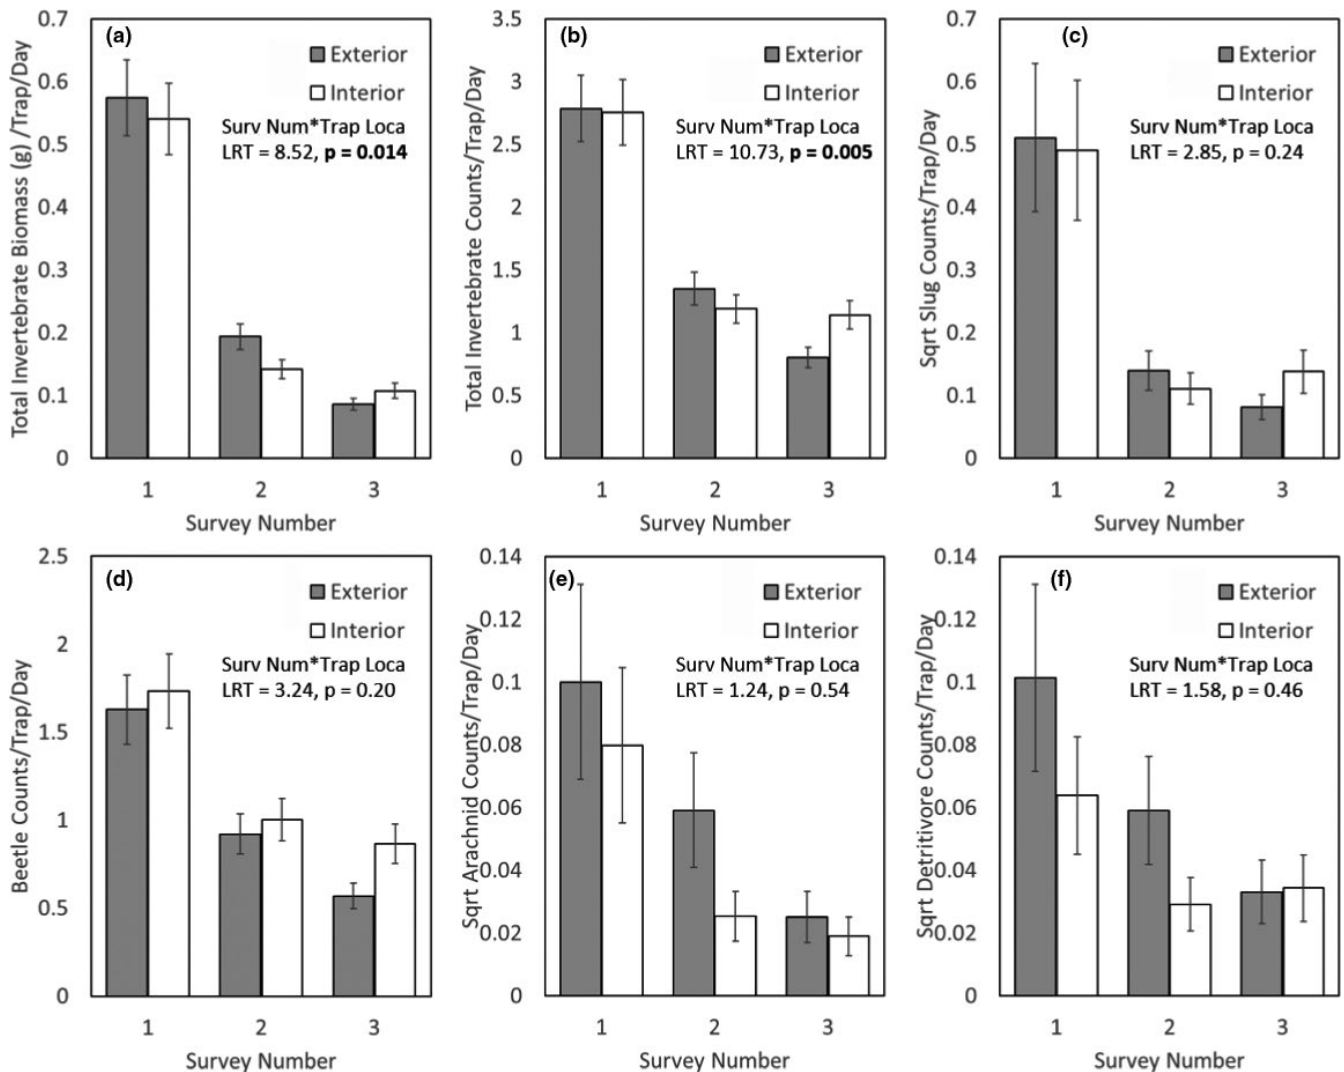 (a)
Exterior
Interior
Surv Num*Trap Loca
LRT = 8.52, p = 0.014
Total Invertebrate Biomass (g) /Trap/Day
0.7
0.6
0.5
0.4
0.3
0.2
0.1
0
1 2 3
Survey Number
(b)
Exterior
Interior
Surv Num*Trap Loca
LRT = 10.73, p = 0.005
Total Invertebrate Counts/Trap/Day
3.5
3
2.5
2
1.5
1
0.5
0
1 2 3
Survey Number
(c)
Exterior
Interior
Surv Num*Trap Loca
LRT = 2.85, p = 0.24
Sqrt Slug Counts/Trap/Day
0.7
0.6
0.5
0.4
0.3
0.2
0.1
0
1 2 3
Survey Number
(d)
Exterior
Interior
Surv Num*Trap Loca
LRT = 3.24, p = 0.20
Beetle Counts/Trap/Day
2.5
2
1.5
1
0.5
0
1 2 3
Survey Number
(e)
Exterior
Interior
Surv Num*Trap Loca
LRT = 1.24, p = 0.54
Sqrt Arachnid Counts/Trap/Day
0.14
0.12
0.1
0.08
0.06
0.04
0.02
0
1 2 3
Survey Number
(f)
Exterior
Interior
Surv Num*Trap Loca
LRT = 1.58, p = 0.46
Sqrt Detritivore Counts/Trap/Day
0.14
0.12
0.1
0.08
0.06
0.04
0.02
0
1 2 3
Survey Number